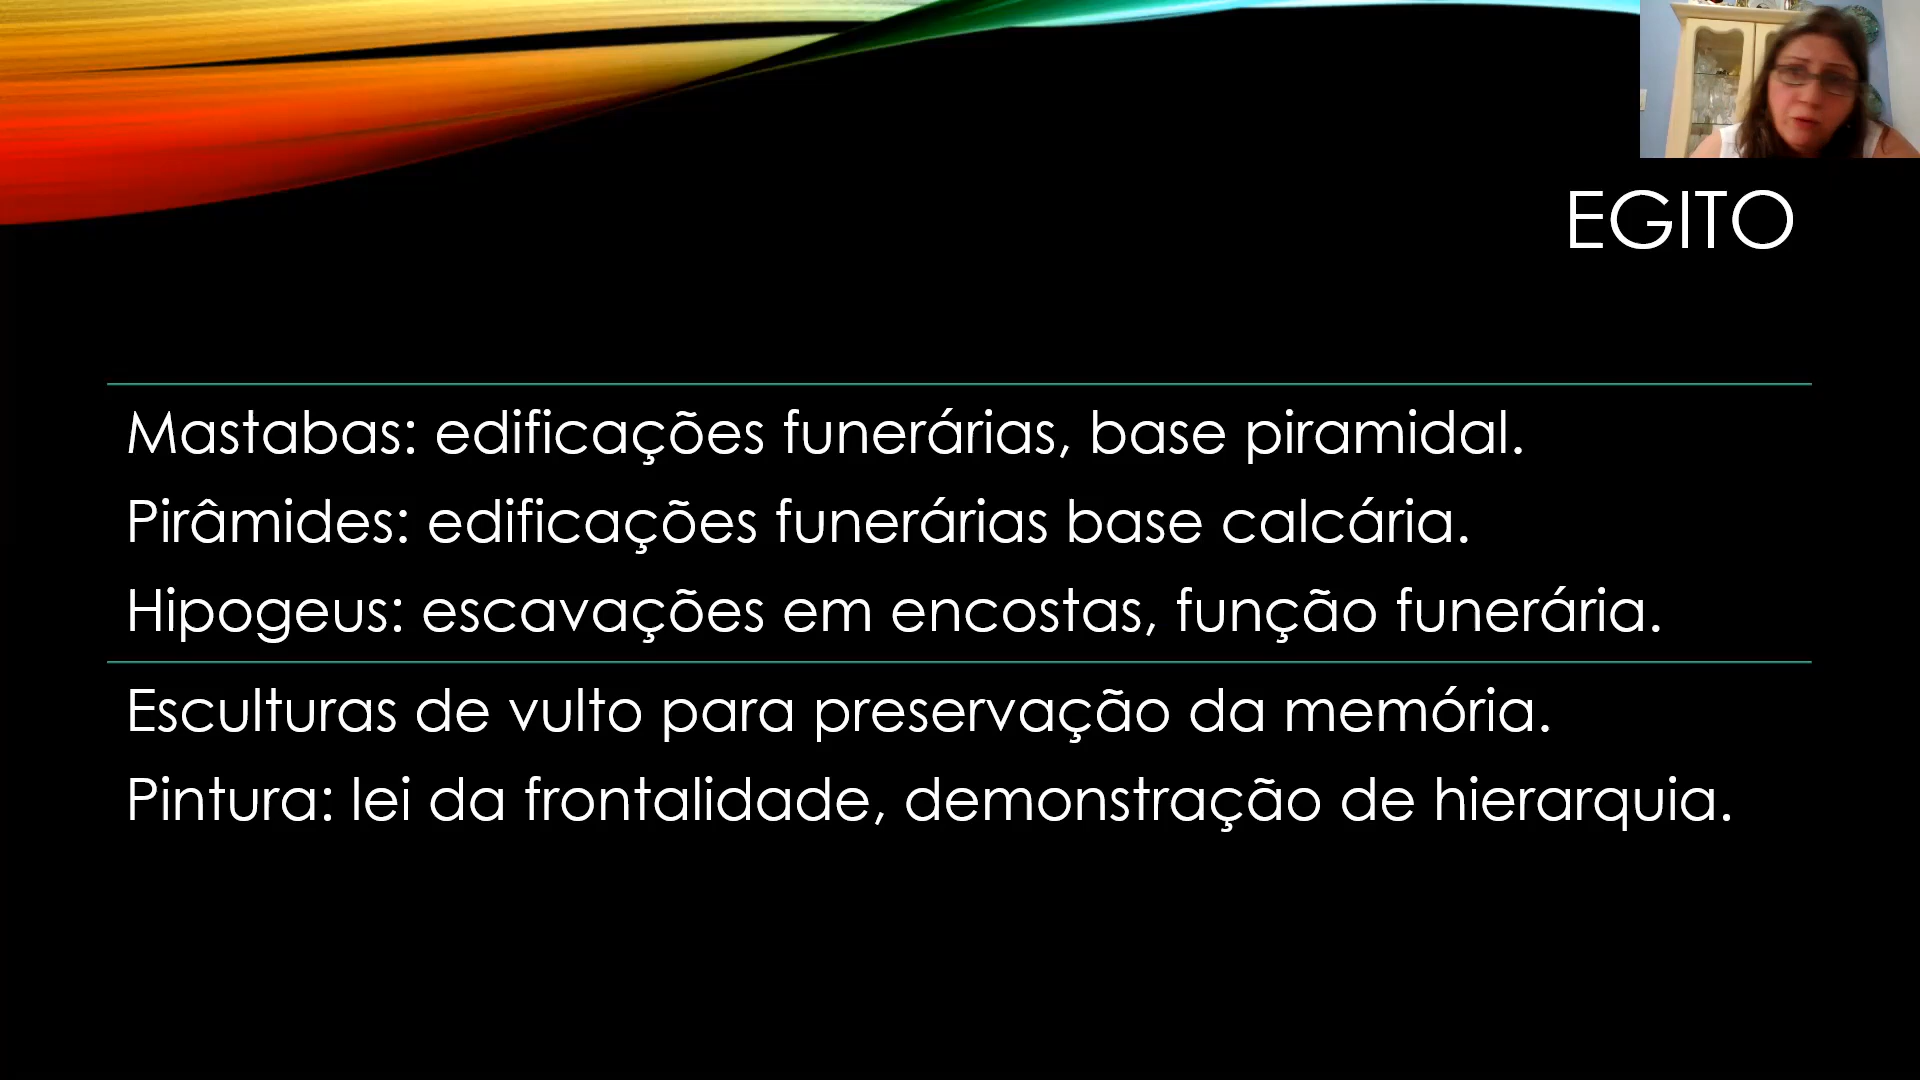 EGITO
Mastabas: edificações funerárias, base piramidal.
Pirâmides: edificações funerárias base calcária.
Hipogeus: escavações em encostas, função funerária.
Esculturas de vulto para preservação da memória.
Pintura: lei da frontalidade, demonstração de hierarquia.